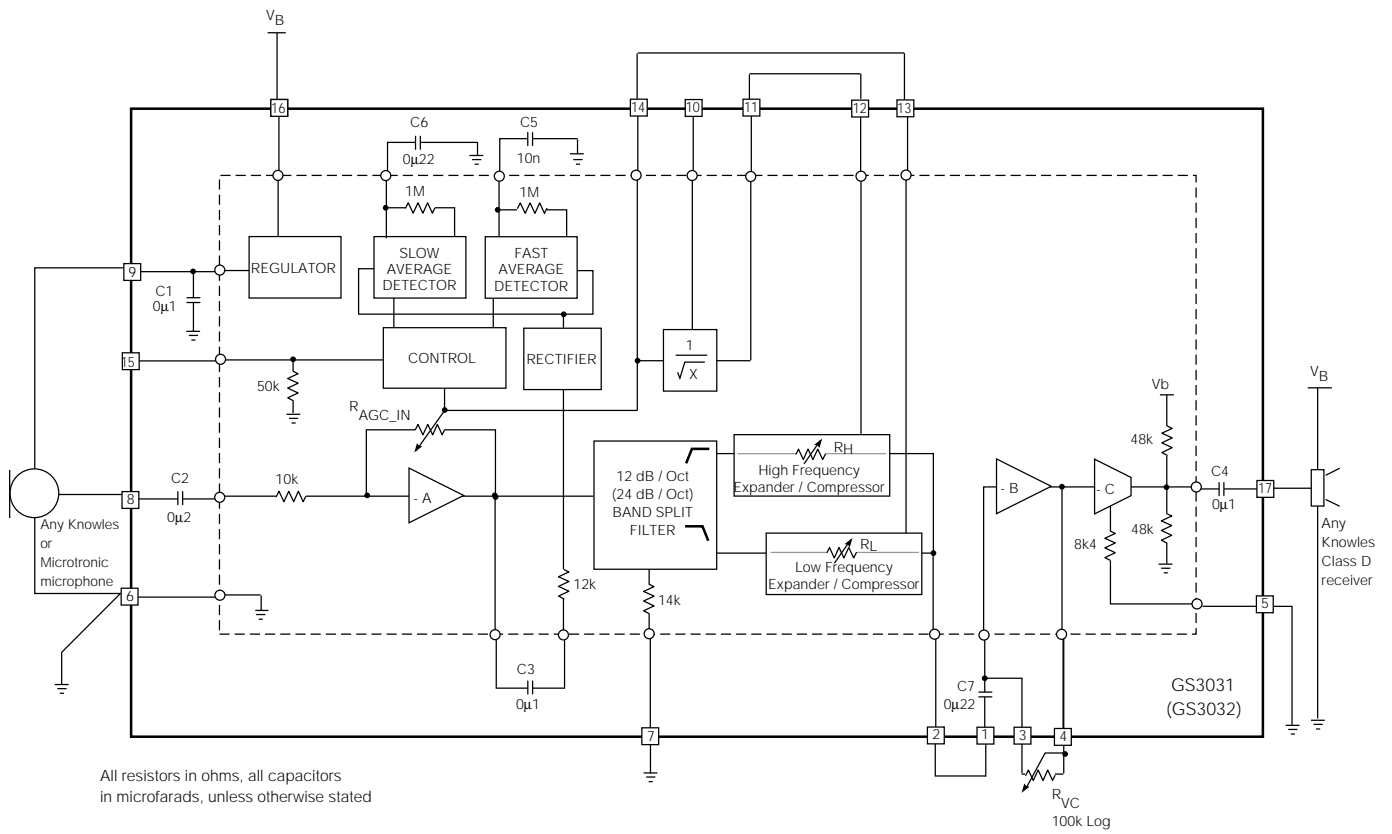 VB
14
10
11
12
13
16
C6
0µ22
C5
10n
1M
1M
REGULATOR
SLOW
AVERAGE
DETECTOR
FAST
AVERAGE
DETECTOR
9
C1
0µ1
15
50k
CONTROL
RECTIFIER
1
√X
RAGC_IN
VB
Vb
48k
C2
0µ2
8
10k
- A
12 dB / Oct
(24 dB / Oct)
BAND SPLIT
FILTER
RH
High Frequency
Expander / Compressor
RL
Low Frequency
Expander / Compressor
- B
- C
8k4
48k
C4
0µ1
17
Any Knowles
or
Microtronic
microphone
Any
Knowles
Class D
receiver
6
12k
14k
5
C3
0µ1
C7
0µ22
GS3031
(GS3032)
7
2
1
3
4
RVC
100k Log
All resistors in ohms, all capacitors
in microfarads, unless otherwise stated